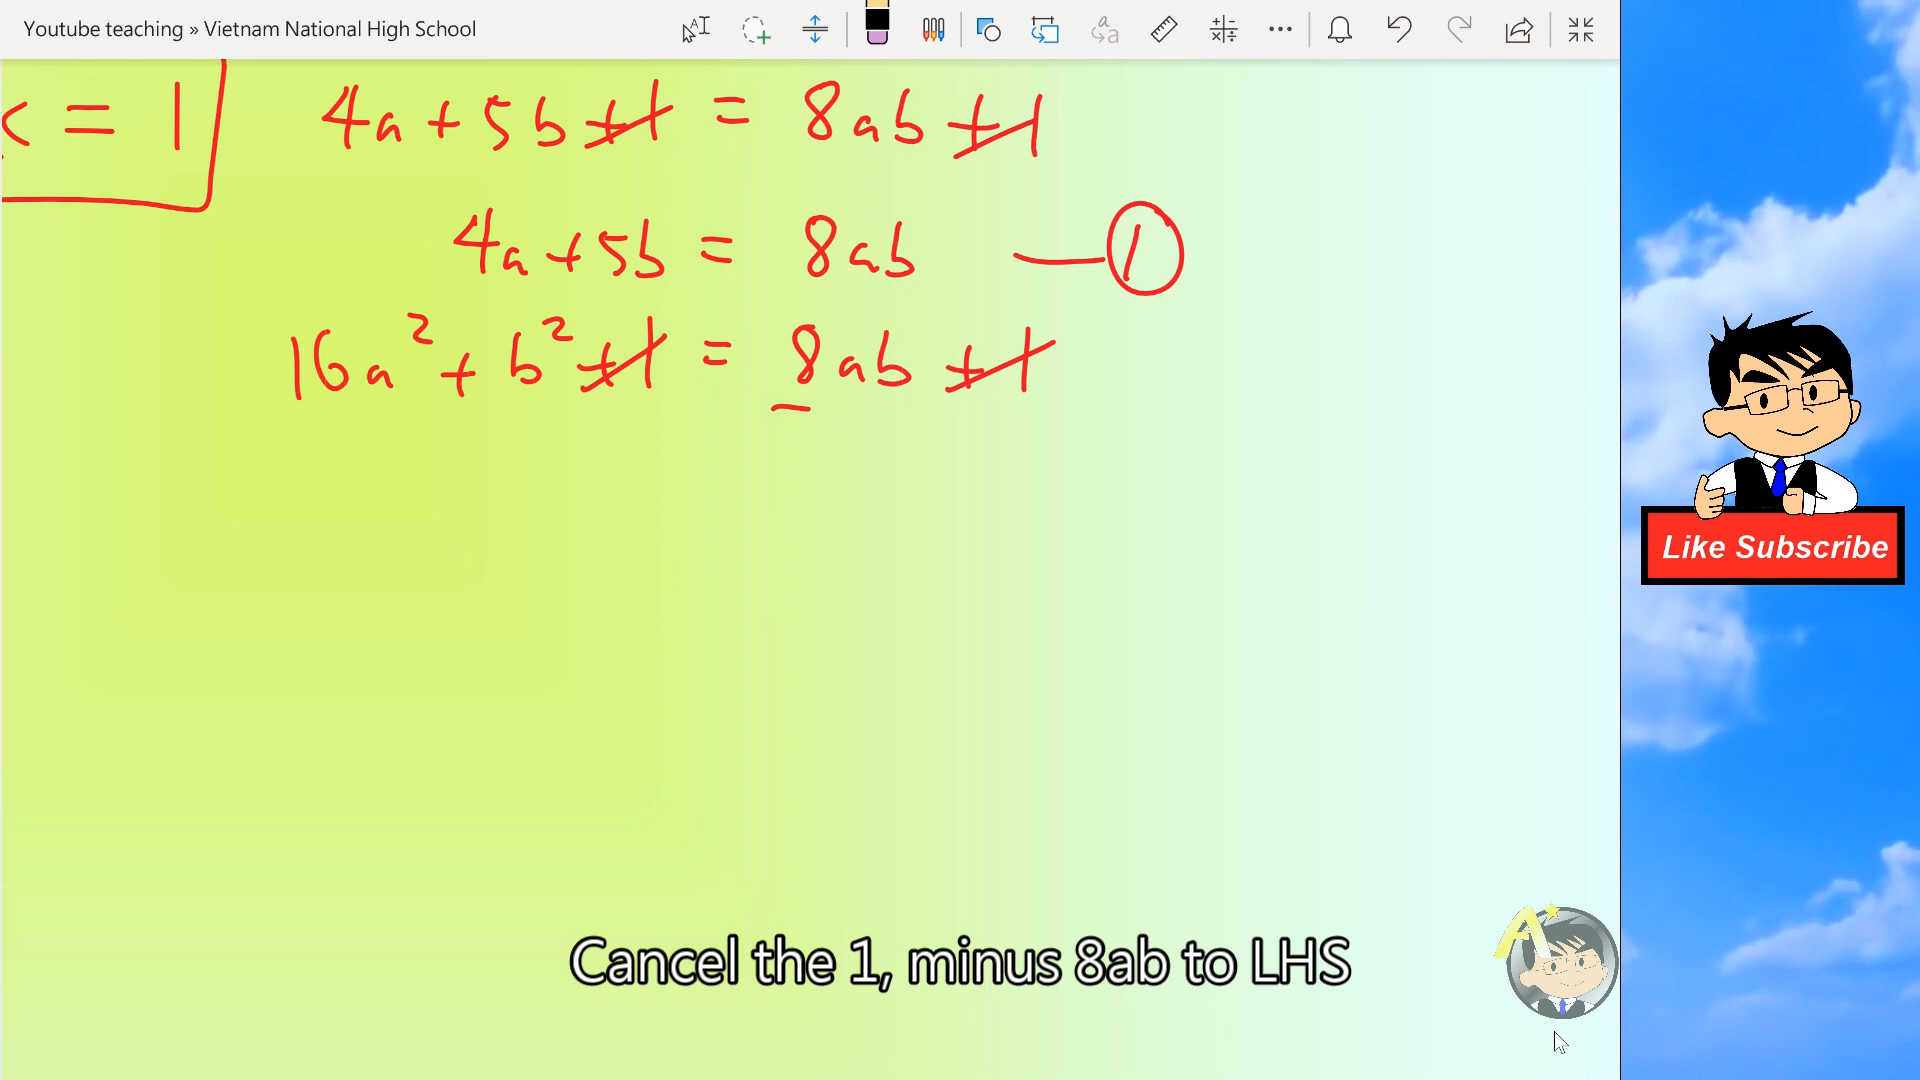 Youtube teaching » Vietnam National High School
x = 1
4a + 5b + 1 = 8ab + 1
4a + 5b = 8ab — 1
16a² + b² + 1 = 8ab + 1
Like Subscribe
Cancel the 1, minus 8ab to LHS
A